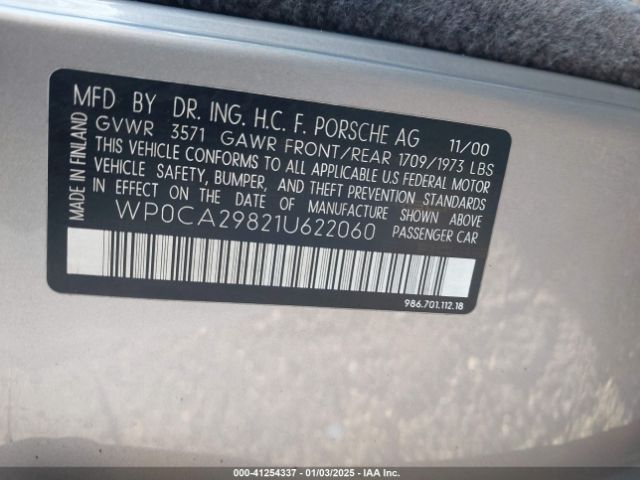 MFD BY DR. ING. H.C. F. PORSCHE AG 11/00
GVWR 3571 GAWR FRONT/REAR 1709/1973 LBS
THIS VEHICLE CONFORMS TO ALL APPLICABLE U.S FEDERAL MOTOR
VEHICLE SAFETY, BUMPER, AND THEFT PREVENTION STANDARDS
IN EFFECT ON THE DATE OF MANUFACTURE SHOWN ABOVE
WP0CA29821U622060 PASSENGER CAR
MADE IN FINLAND
986.701.112.18
000-41254337 - 01/03/2025 - IAA Inc.